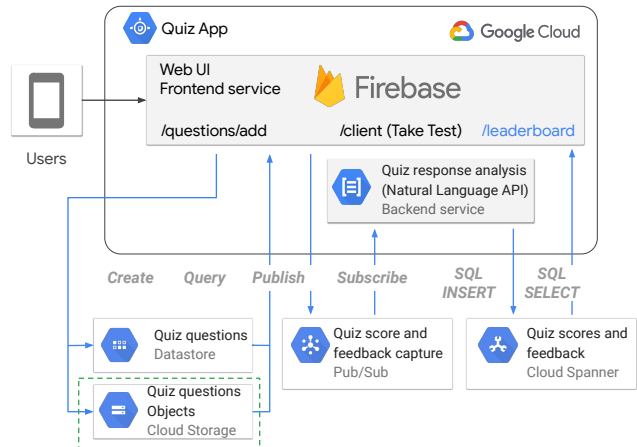 Quiz App
Google Cloud
Web UI
Frontend service
Firebase
/questions/add
/client (Take Test)
/leaderboard
Users
Quiz response analysis
(Natural Language API)
Backend service
Create
Query
Publish
Subscribe
SQL
INSERT
SQL
SELECT
Quiz questions
Datastore
Quiz score and
feedback capture
Pub/Sub
Quiz scores and
feedback
Cloud Spanner
Quiz questions
Objects
Cloud Storage